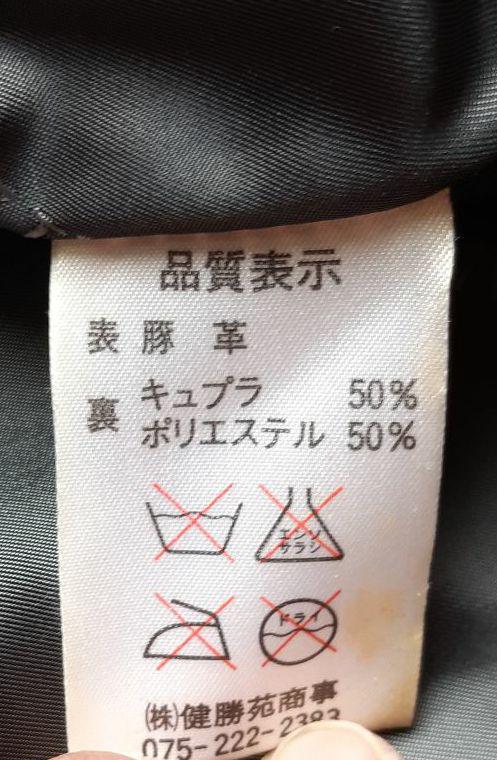 品質表示
表 豚 革
裏 キュプラ 50%
ポリエステル 50%
エンソ
サラシ
ドライ
㈱健勝苑商事
075-222-2383